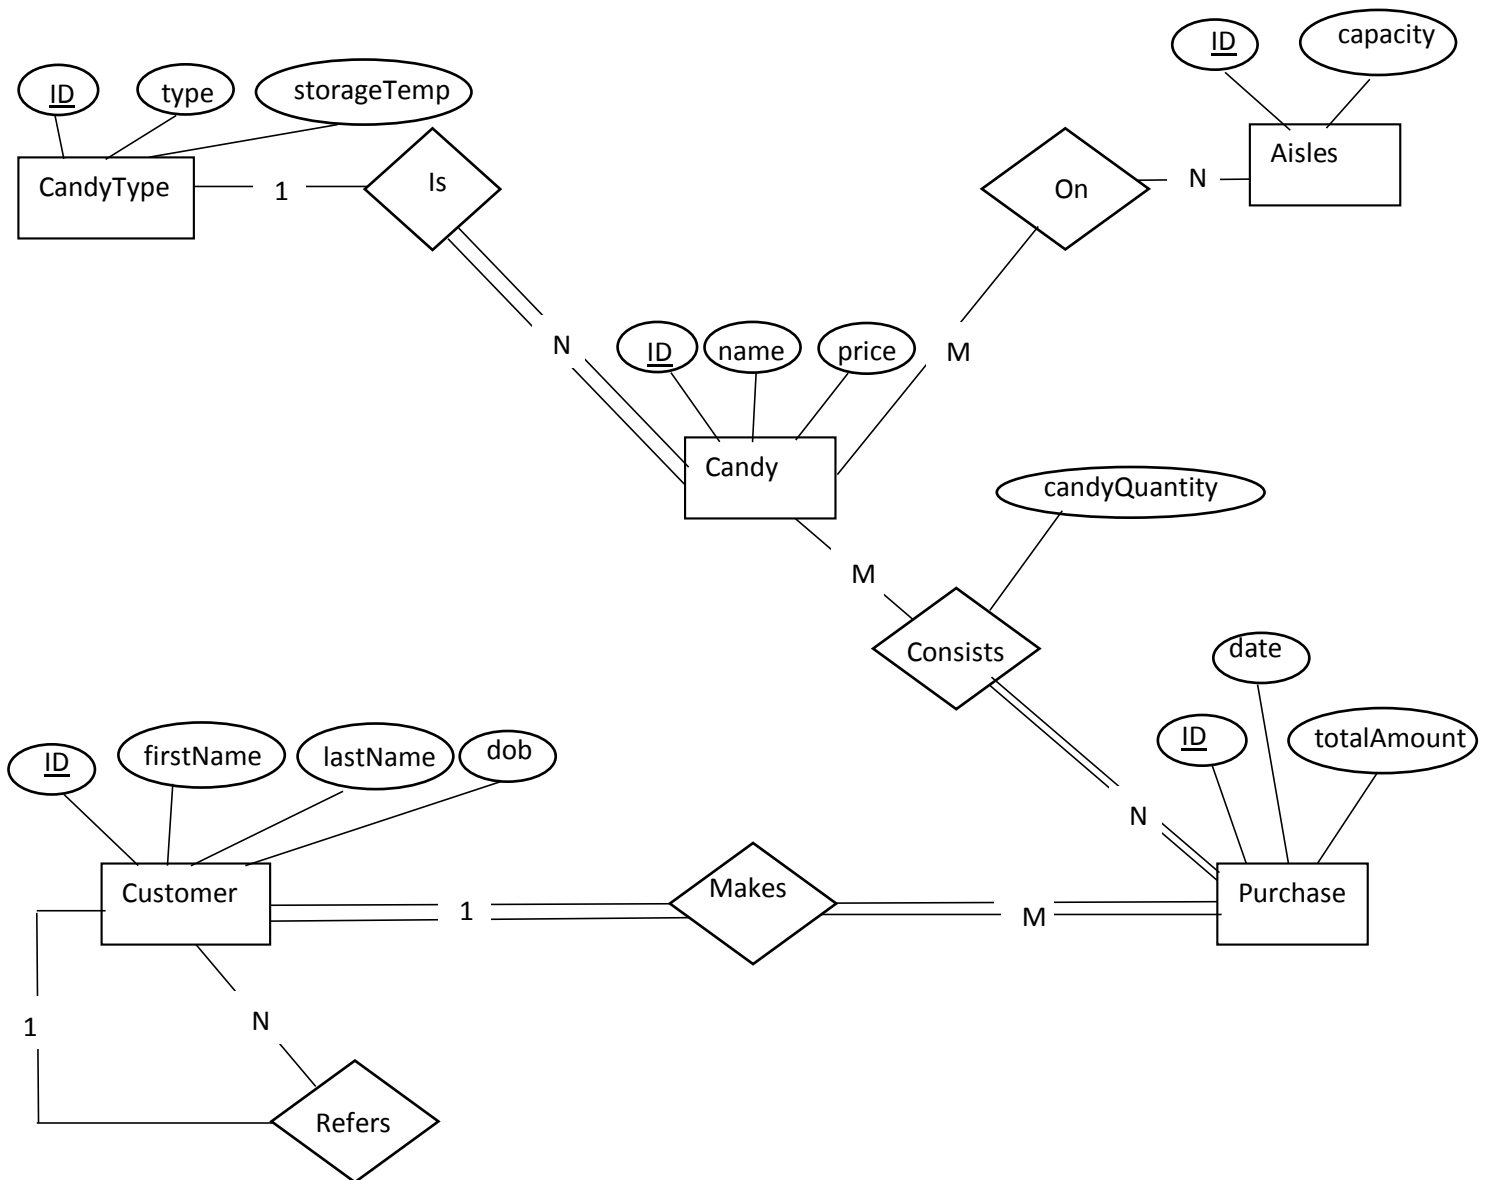 ID
capacity
ID
type
storageTemp
Aisles
CandyType
1
Is
On
N
N
ID
name
price
M
Candy
candyQuantity
M
Consists
date
ID
firstName
lastName
dob
ID
totalAmount
N
Customer
1
Makes
M
Purchase
1
N
Refers